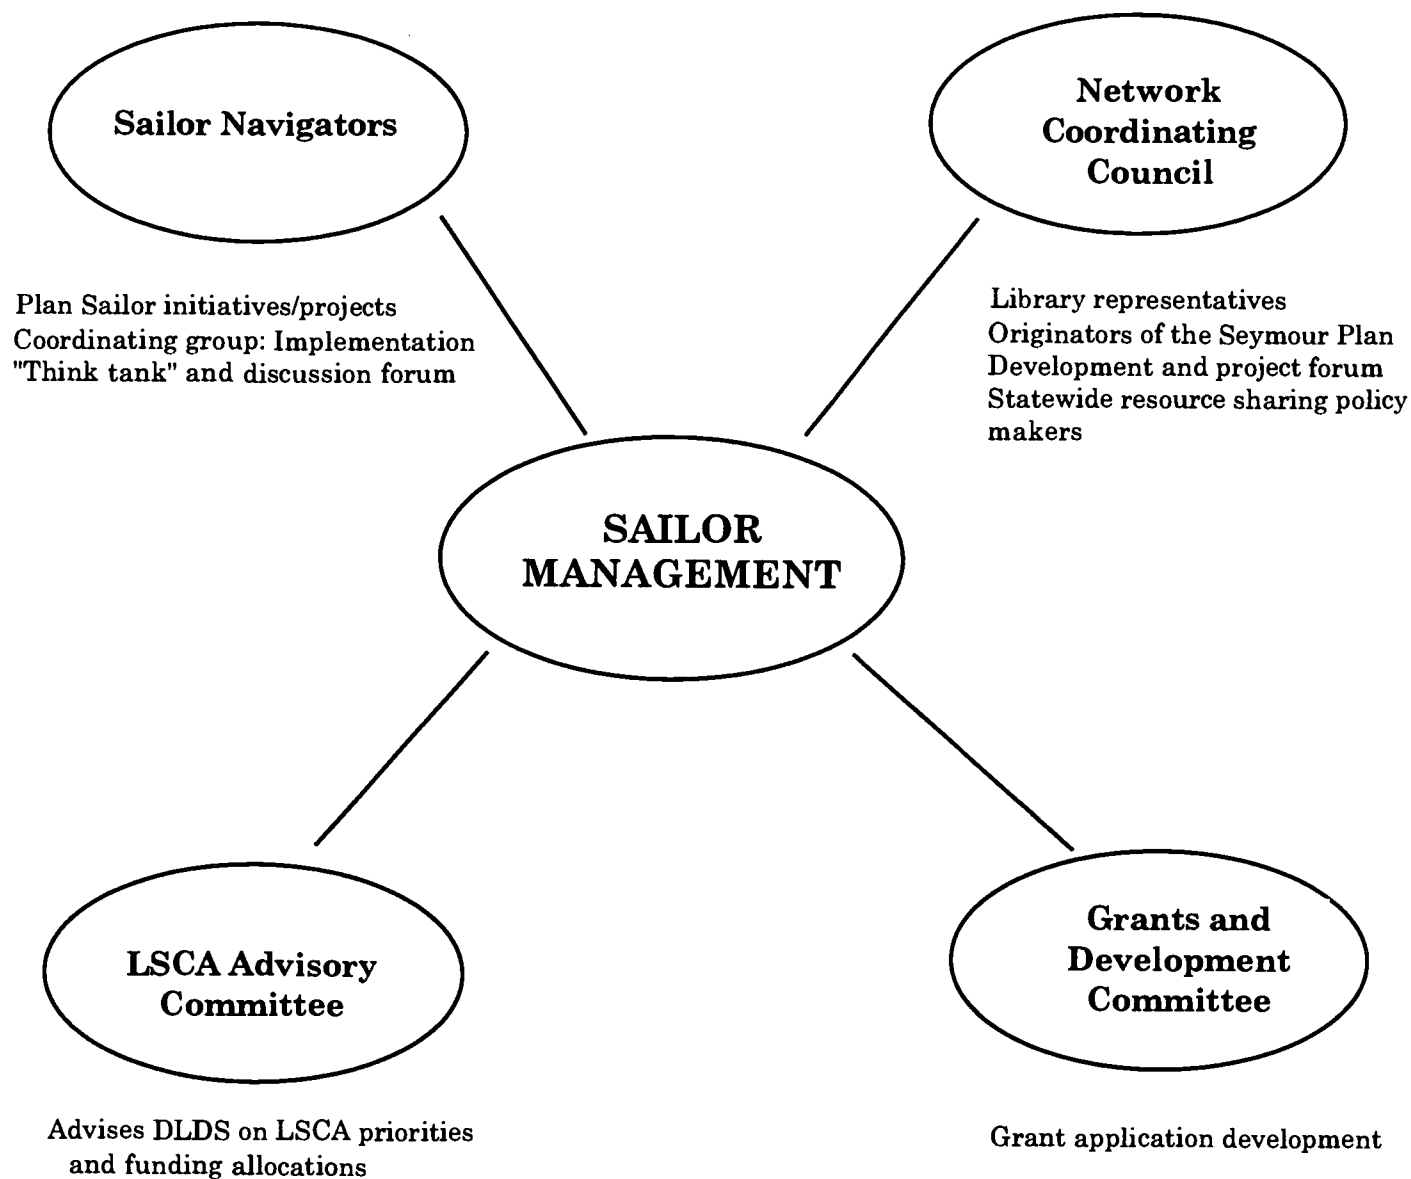 Sailor Navigators
Plan Sailor initiatives/projects
Coordinating group: Implementation
"Think tank" and discussion forum
Network
Coordinating
Council
Library representatives
Originators of the Seymour Plan
Development and project forum
Statewide resource sharing policy
makers
SAILOR
MANAGEMENT
LSCA Advisory
Committee
Advises DLDS on LSCA priorities
and funding allocations
Grants and
Development
Committee
Grant application development